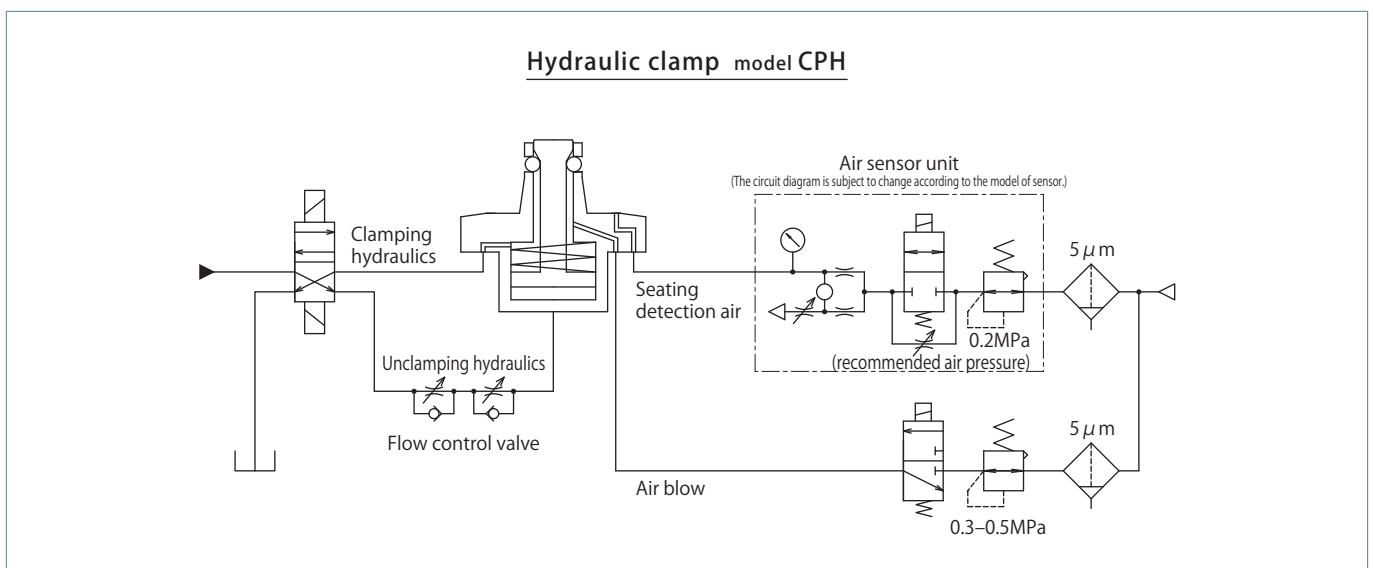 Hydraulic clamp model CPH
Air sensor unit
(The circuit diagram is subject to change according to the model of sensor.)
Clamping
hydraulics
5μm
Seating
detection air
0.2MPa
(recommended air pressure)
Unclamping hydraulics
Flow control valve
5μm
Air blow
0.3–0.5MPa